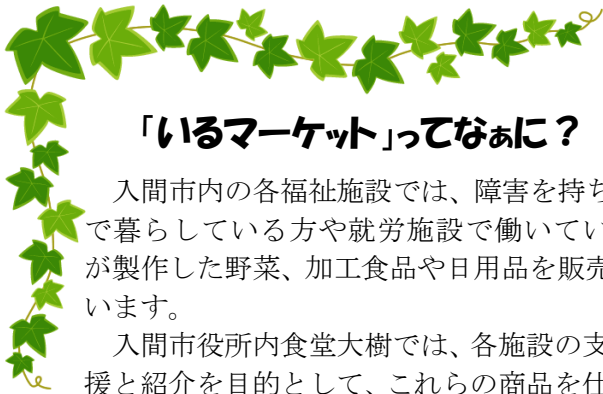 「いるマーケット」ってなぁに？
入間市内の各福祉施設では、障害を持ち
で暮らしている方や就労施設で働いてい
が製作した野菜、加工食品や日用品を販売
います。
入間市役所内食堂大樹では、各施設の支
援と紹介を目的として、これらの商品を仕